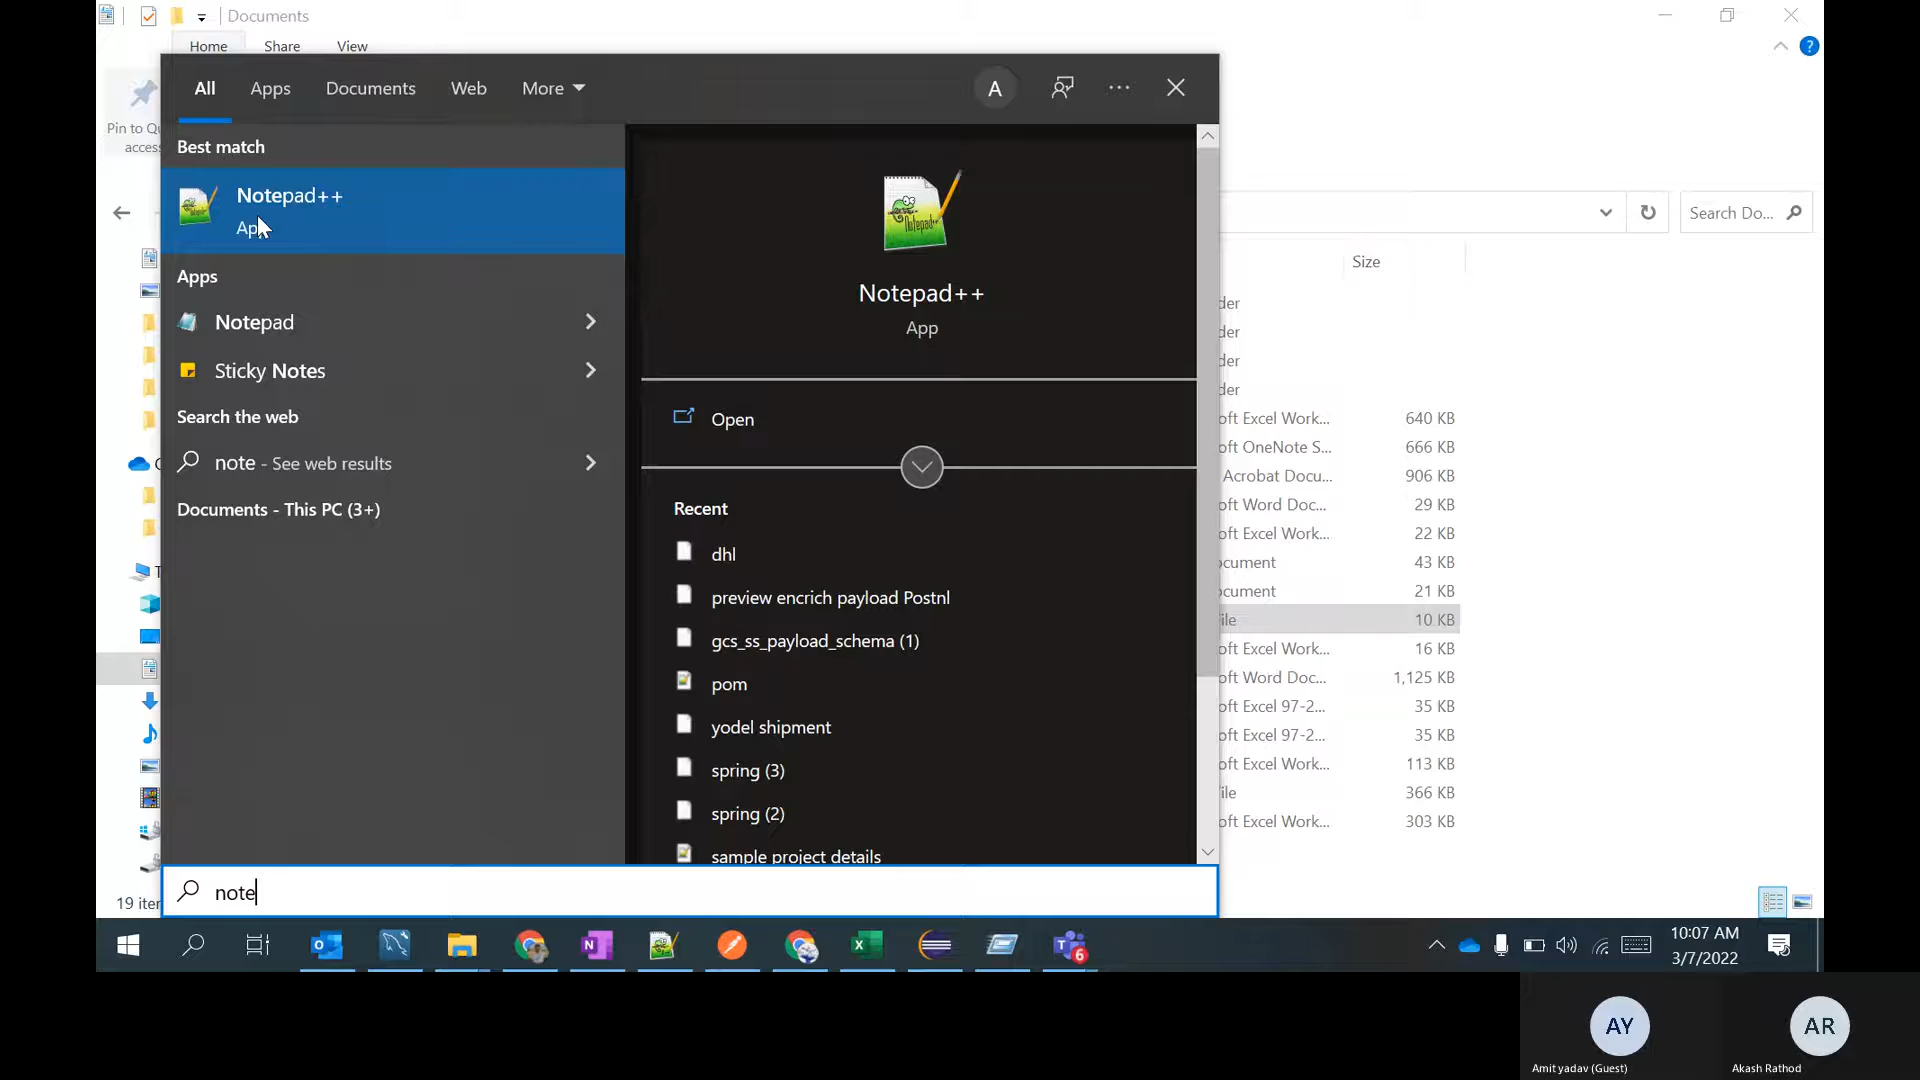 Documents
Home Share View
All Apps Documents Web More A
Pin to Qu
access
Best match
Notepad++
App
Apps
Notepad
Sticky Notes
Search the web
note - See web results
Documents - This PC (3+)
Notepad++
App
Open
Recent
dhl
preview encrich payload Postnl
gcs_ss_payload_schema (1)
pom
yodel shipment
spring (3)
spring (2)
sample project details
Search Do...
Size
der
der
der
der
oft Excel Work... 640 KB
oft OneNote S... 666 KB
Acrobat Docu... 906 KB
oft Word Doc... 29 KB
oft Excel Work... 22 KB
ocument 43 KB
ocument 21 KB
ile 10 KB
oft Excel Work... 16 KB
oft Word Doc... 1,125 KB
oft Excel 97-2... 35 KB
oft Excel 97-2... 35 KB
oft Excel Work... 113 KB
ile 366 KB
oft Excel Work... 303 KB
19 iter
note
10:07 AM
3/7/2022
6
AY AR
Amit yadav (Guest) Akash Rathod